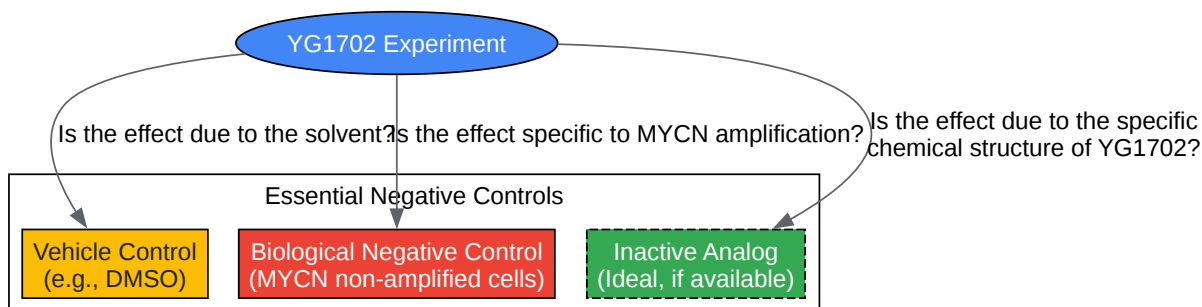 YG1702 Experiment
Is the effect due to the solvent?
Is the effect specific to MYCN amplification?
Is the effect due to the specific
chemical structure of YG1702?
Essential Negative Controls
Vehicle Control
(e.g., DMSO)
Biological Negative Control
(MYCN non-amplified cells)
Inactive Analog
(Ideal, if available)